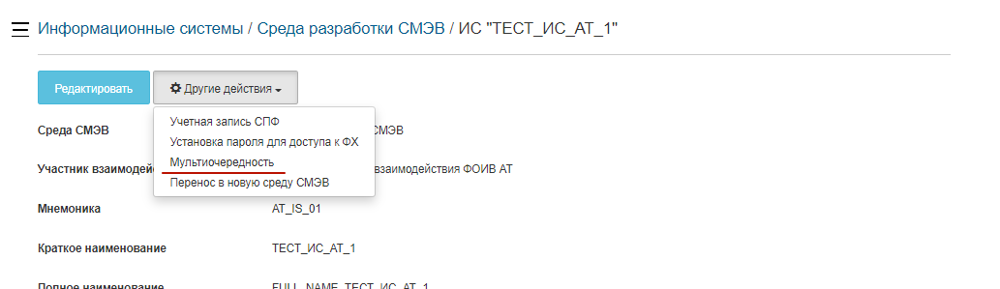 Информационные системы / Среда разработки СМЭВ / ИС "ТЕСТ_ИС_АТ_1"
Редактировать
Другие действия
Учетная запись СПФ
Установка пароля для доступа к ФХ
Мультиочередность
Перенос в новую среду СМЭВ
Среда СМЭВ
СМЭВ
Участник взаимодей
взаимодействия ФОИВ АТ
Мнемоника
AT_IS_01
Краткое наименование
ТЕСТ_ИС_АТ_1
Полное наименование
FULL_NAME_ТЕСТ_ИС_АТ_1